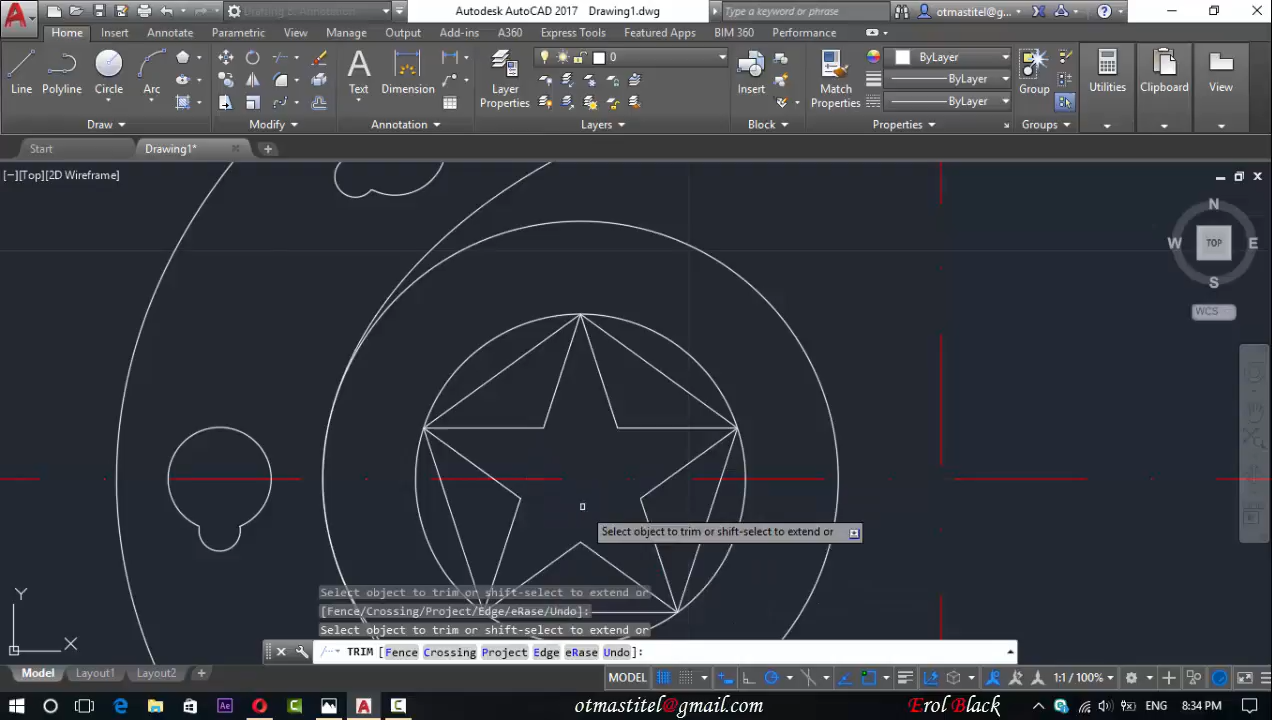 Drafting & Annotation
Autodesk AutoCAD 2017 Drawing1.dwg
Type a keyword or phrase
otmastitel@g...
Home Insert Annotate Parametric View Manage Output Add-ins A360 Express Tools Featured Apps BIM 360 Performance
0
ByLayer
ByLayer
ByLayer
Line Polyline Circle Arc Text Dimension Layer Properties Insert Match Properties Group Utilities Clipboard View
Draw Modify Annotation Layers Block Properties Groups
Start Drawing1*
[−][Top][2D Wireframe]
N
W TOP E
S
WCS
Select object to trim or shift-select to extend or
Select object to trim or shift-select to extend or
[Fence/Crossing/Project/Edge/eRase/Undo]:
Select object to trim or shift-select to extend or
Y
X
TRIM [Fence Crossing Project Edge eRase Undo]:
Model Layout1 Layout2 + MODEL 1:1 / 100%
Ae
otmastitel@gmail.com Erol Black
ENG 8:34 PM